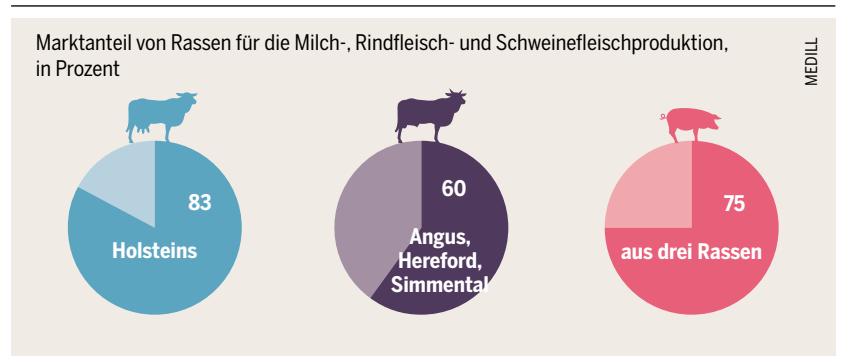 Marktanteil von Rassen für die Milch-, Rindfleisch- und Schweinefleischproduktion,
in Prozent
MEDILL
83
Holsteins
60
Angus,
Hereford,
Simmental
75
aus drei Rassen